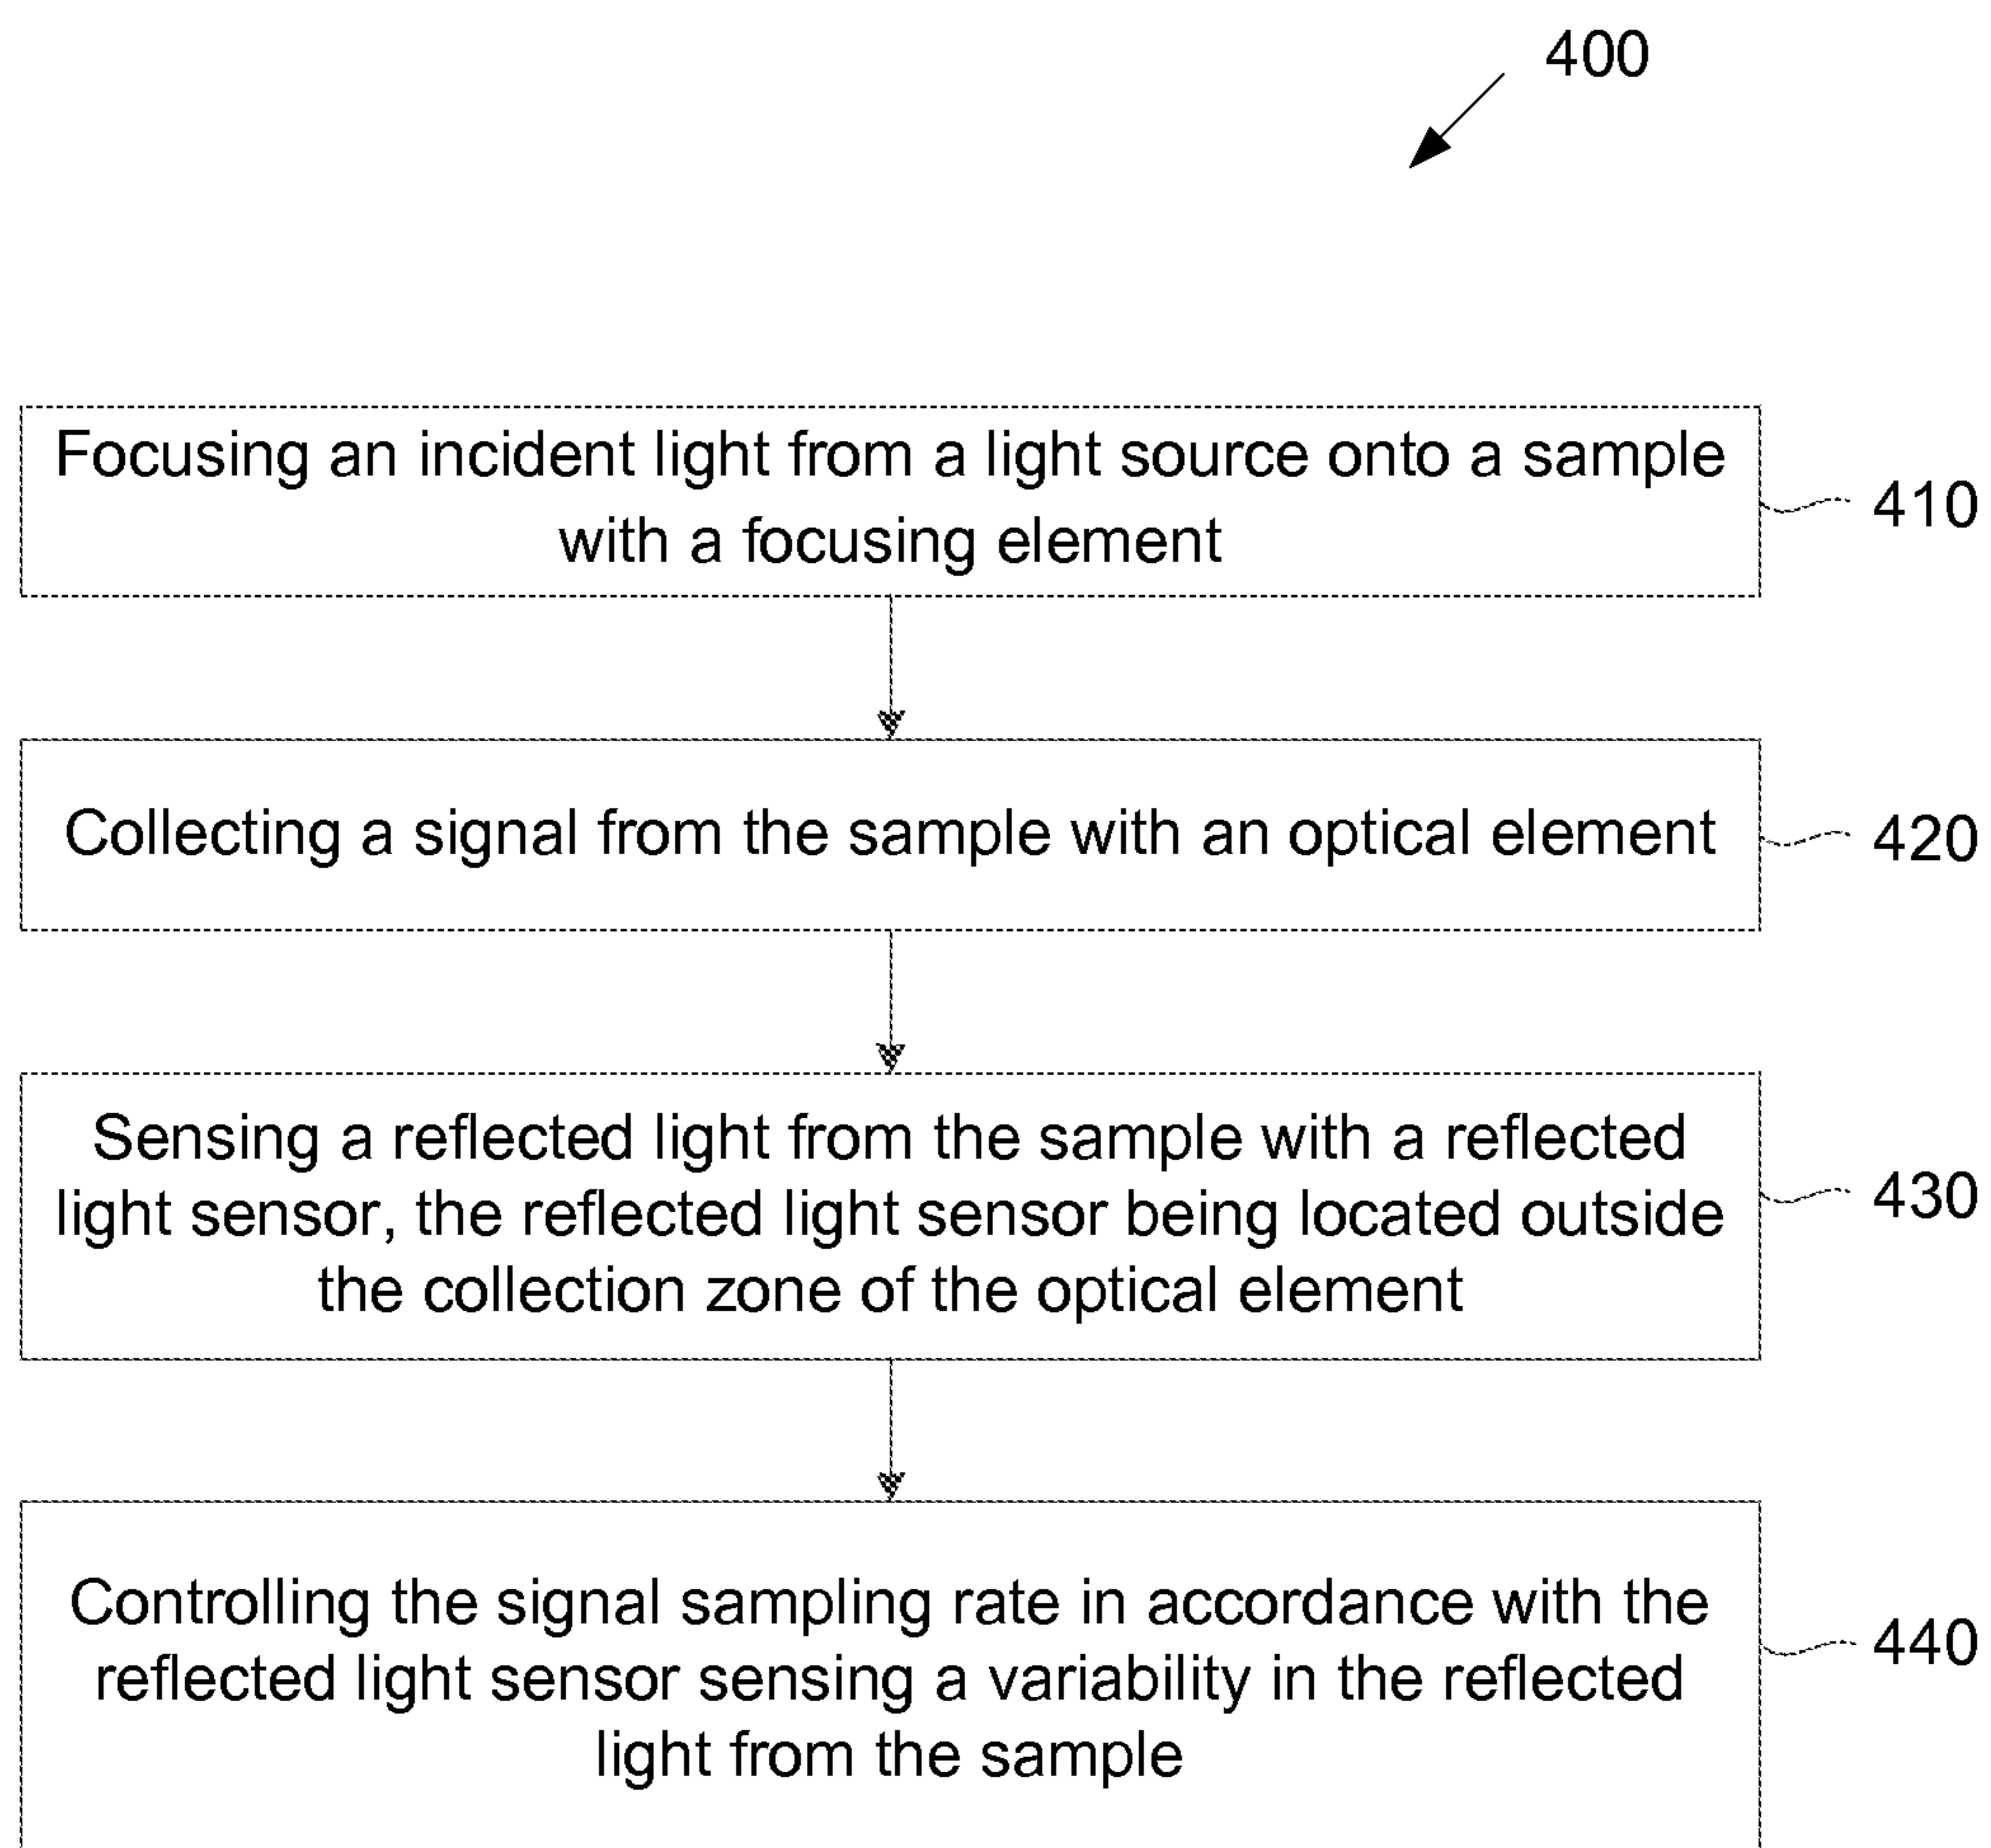 400
Focusing an incident light from a light source onto a sample
with a focusing element
410
Collecting a signal from the sample with an optical element
420
Sensing a reflected light from the sample with a reflected
light sensor, the reflected light sensor being located outside
the collection zone of the optical element
430
Controlling the signal sampling rate in accordance with the
reflected light sensor sensing a variability in the reflected
light from the sample
440